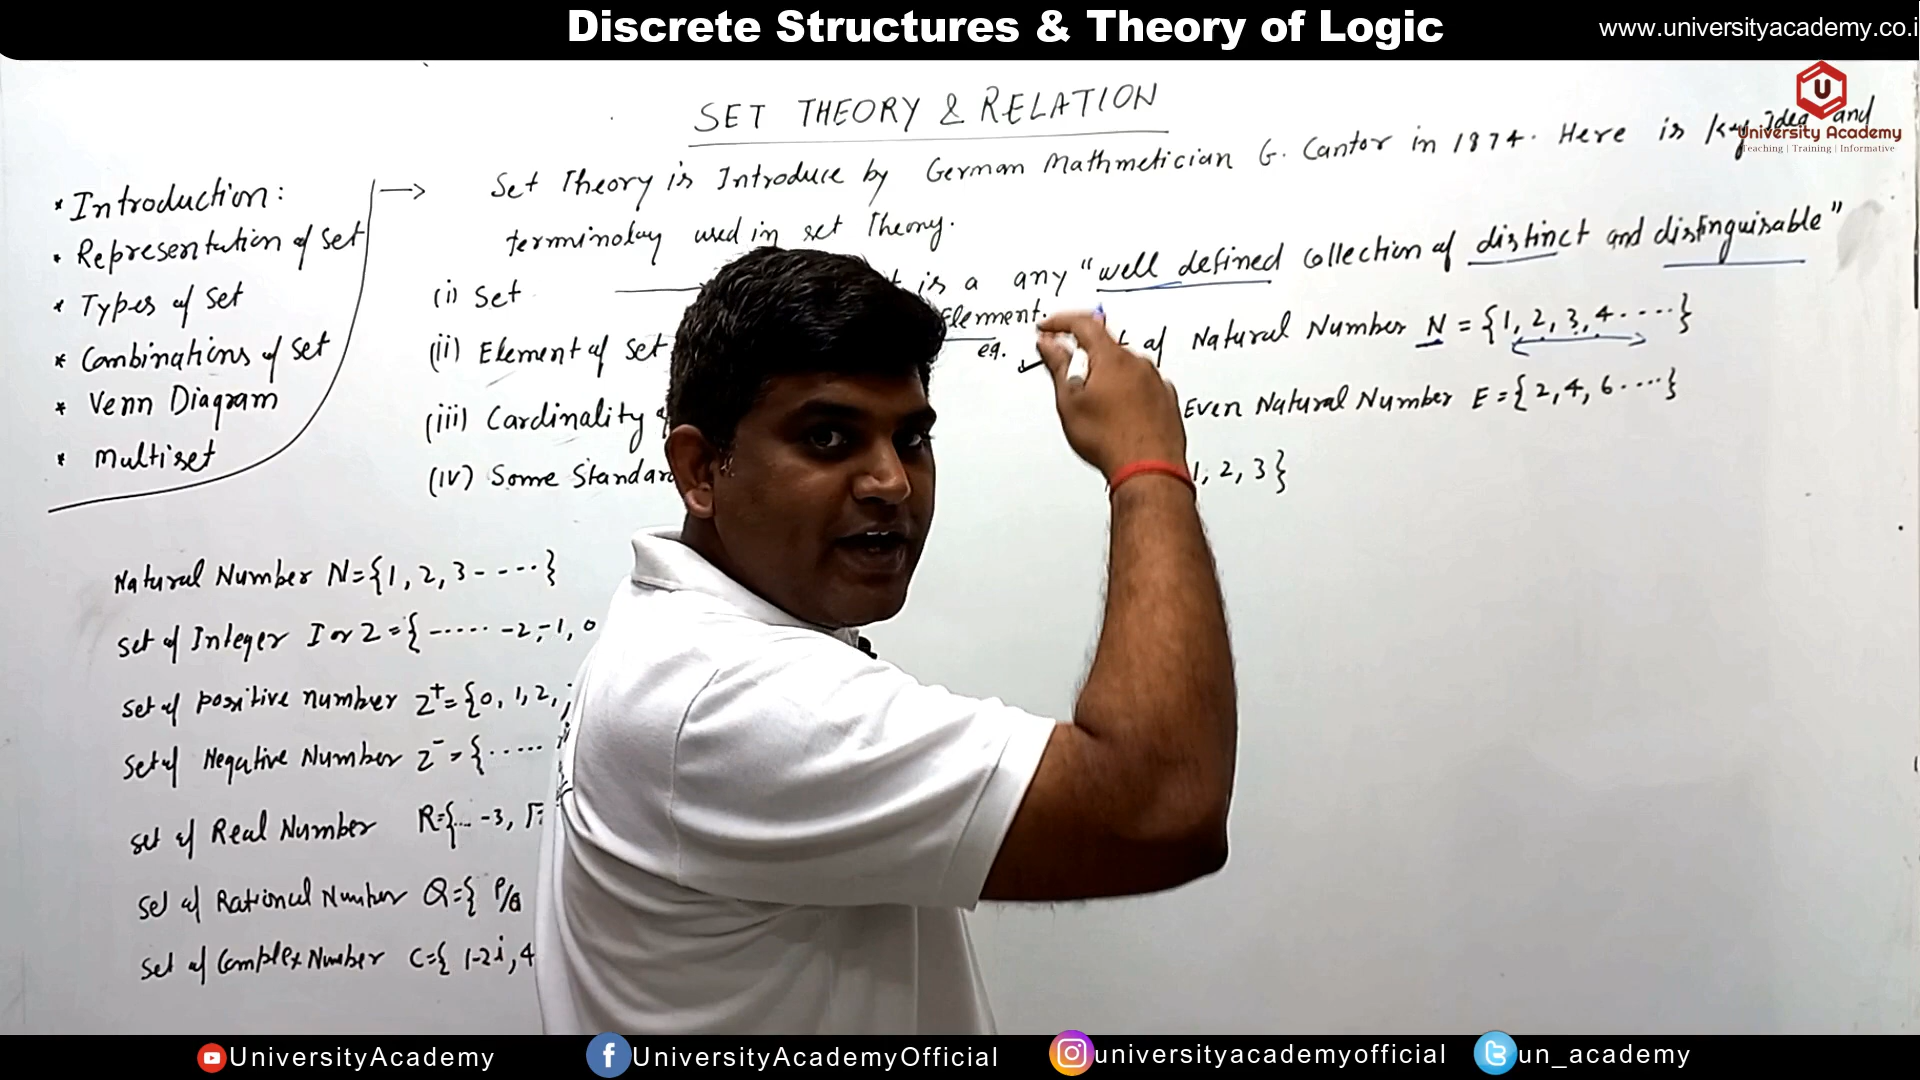 Discrete Structures & Theory of Logic
www.universityacademy.co.i
SET THEORY & RELATION
U
University Academy
Teaching | Training | Informative
* Introduction:
* Representation of set
* Types of set
* Combinations of set
* Venn Diagram
* Multiset
Set Theory is Introduce by German Mathmetician G. Cantor in 1874. Here is Key Idea and
terminology used in set Theory.
(i) Set
is a any "well defined collection of distinct and distinguisable"
Element.
(ii) Element of Set
eg. of Natural Number N = {1, 2, 3, 4 .....}
(iii) Cardinality
Even Natural Number E = {2, 4, 6 ....}
(iv) Some Standard
1, 2, 3}
Natural Number N={1, 2, 3- ....}
set of Integer I or Z = {-..... -2, -1, 0
set of positive number Z+ = {0, 1, 2,
set of Negative Number Z- = {.....
set of Real Number R={... -3,
set of Rational Number Q={ P/Q
set of Complex Number C={ 1-2i, 4
UniversityAcademy
UniversityAcademyOfficial
universityacademyofficial
un_academy